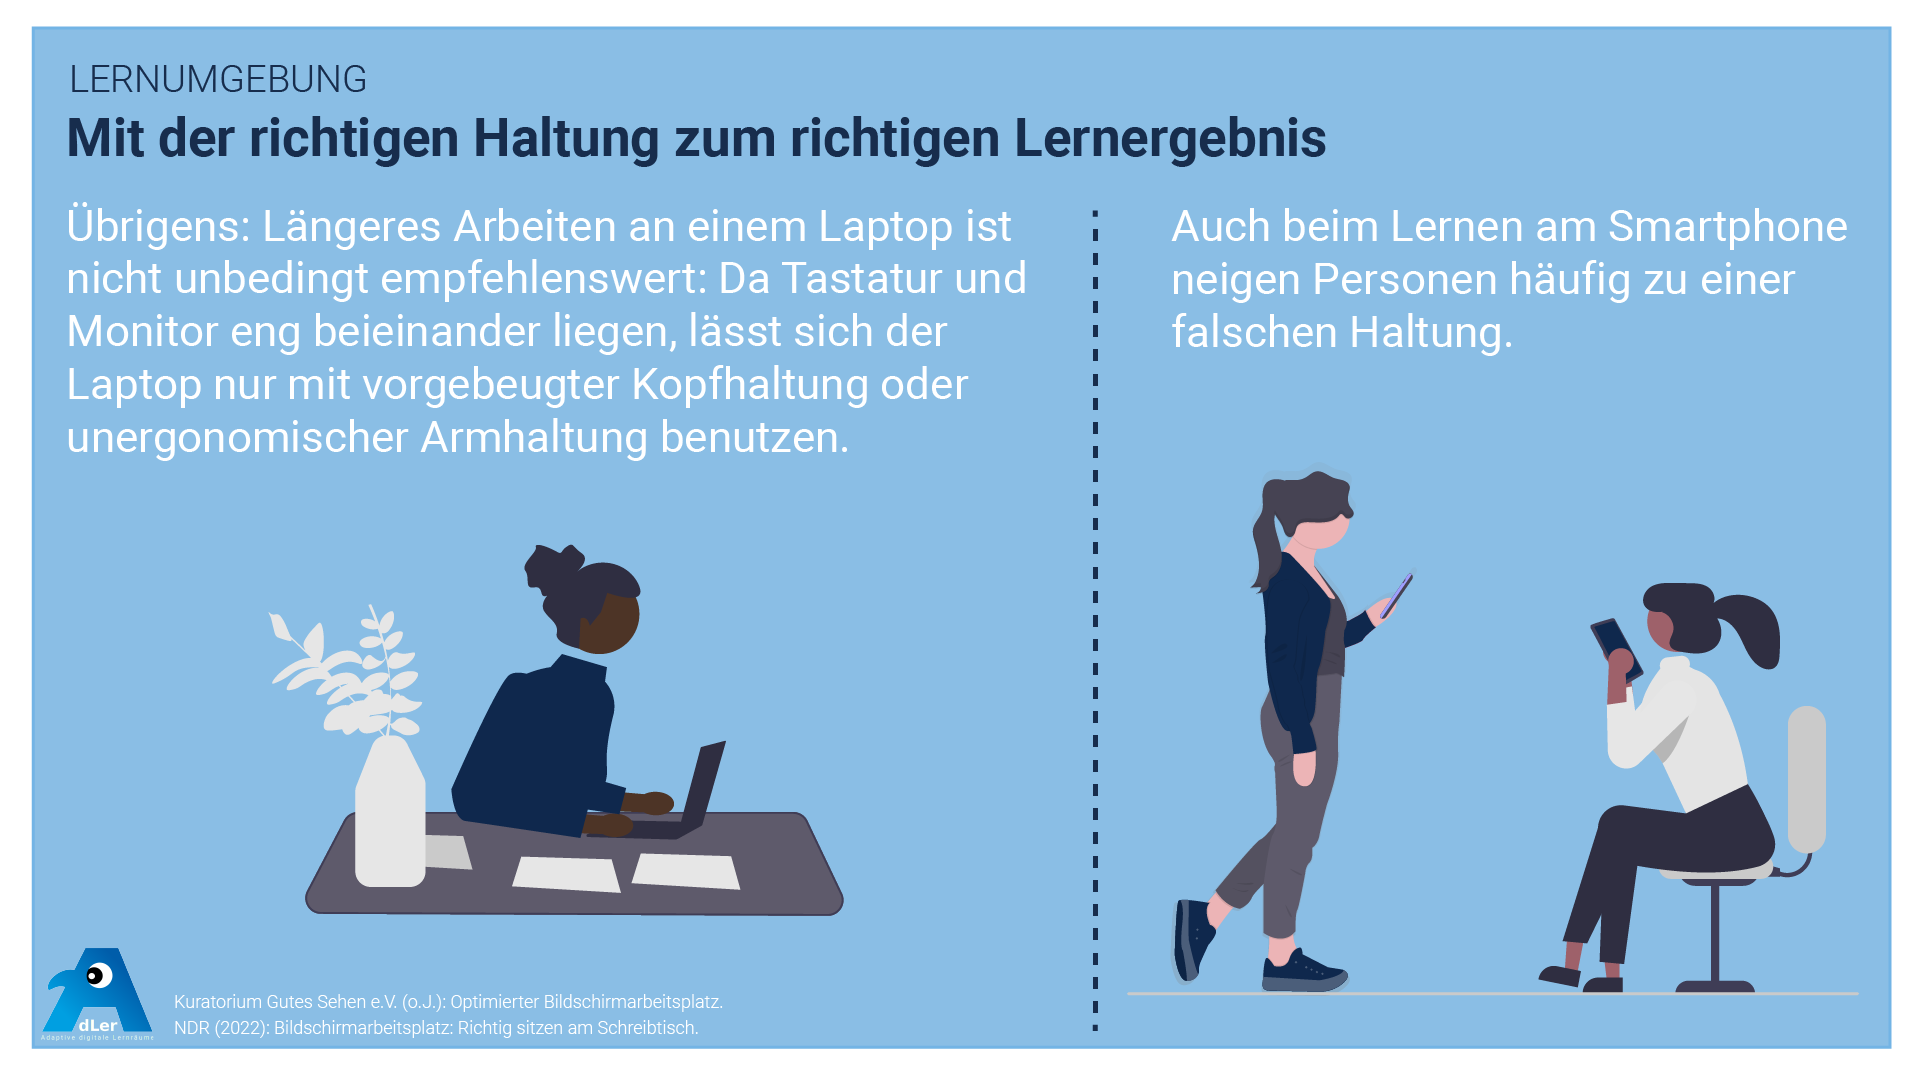 LERNUMGEBUNG
Mit der richtigen Haltung zum richtigen Lernergebnis
Übrigens: Längeres Arbeiten an einem Laptop ist
nicht unbedingt empfehlenswert: Da Tastatur und
Monitor eng beieinander liegen, lässt sich der
Laptop nur mit vorgebeugter Kopfhaltung oder
unergonomischer Armhaltung benutzen.
Auch beim Lernen am Smartphone
neigen Personen häufig zu einer
falschen Haltung.
dLer
Adaptive digitale Lernräume
Kuratorium Gutes Sehen e.V. (o.J.): Optimierter Bildschirmarbeitsplatz.
NDR (2022): Bildschirmarbeitsplatz: Richtig sitzen am Schreibtisch.